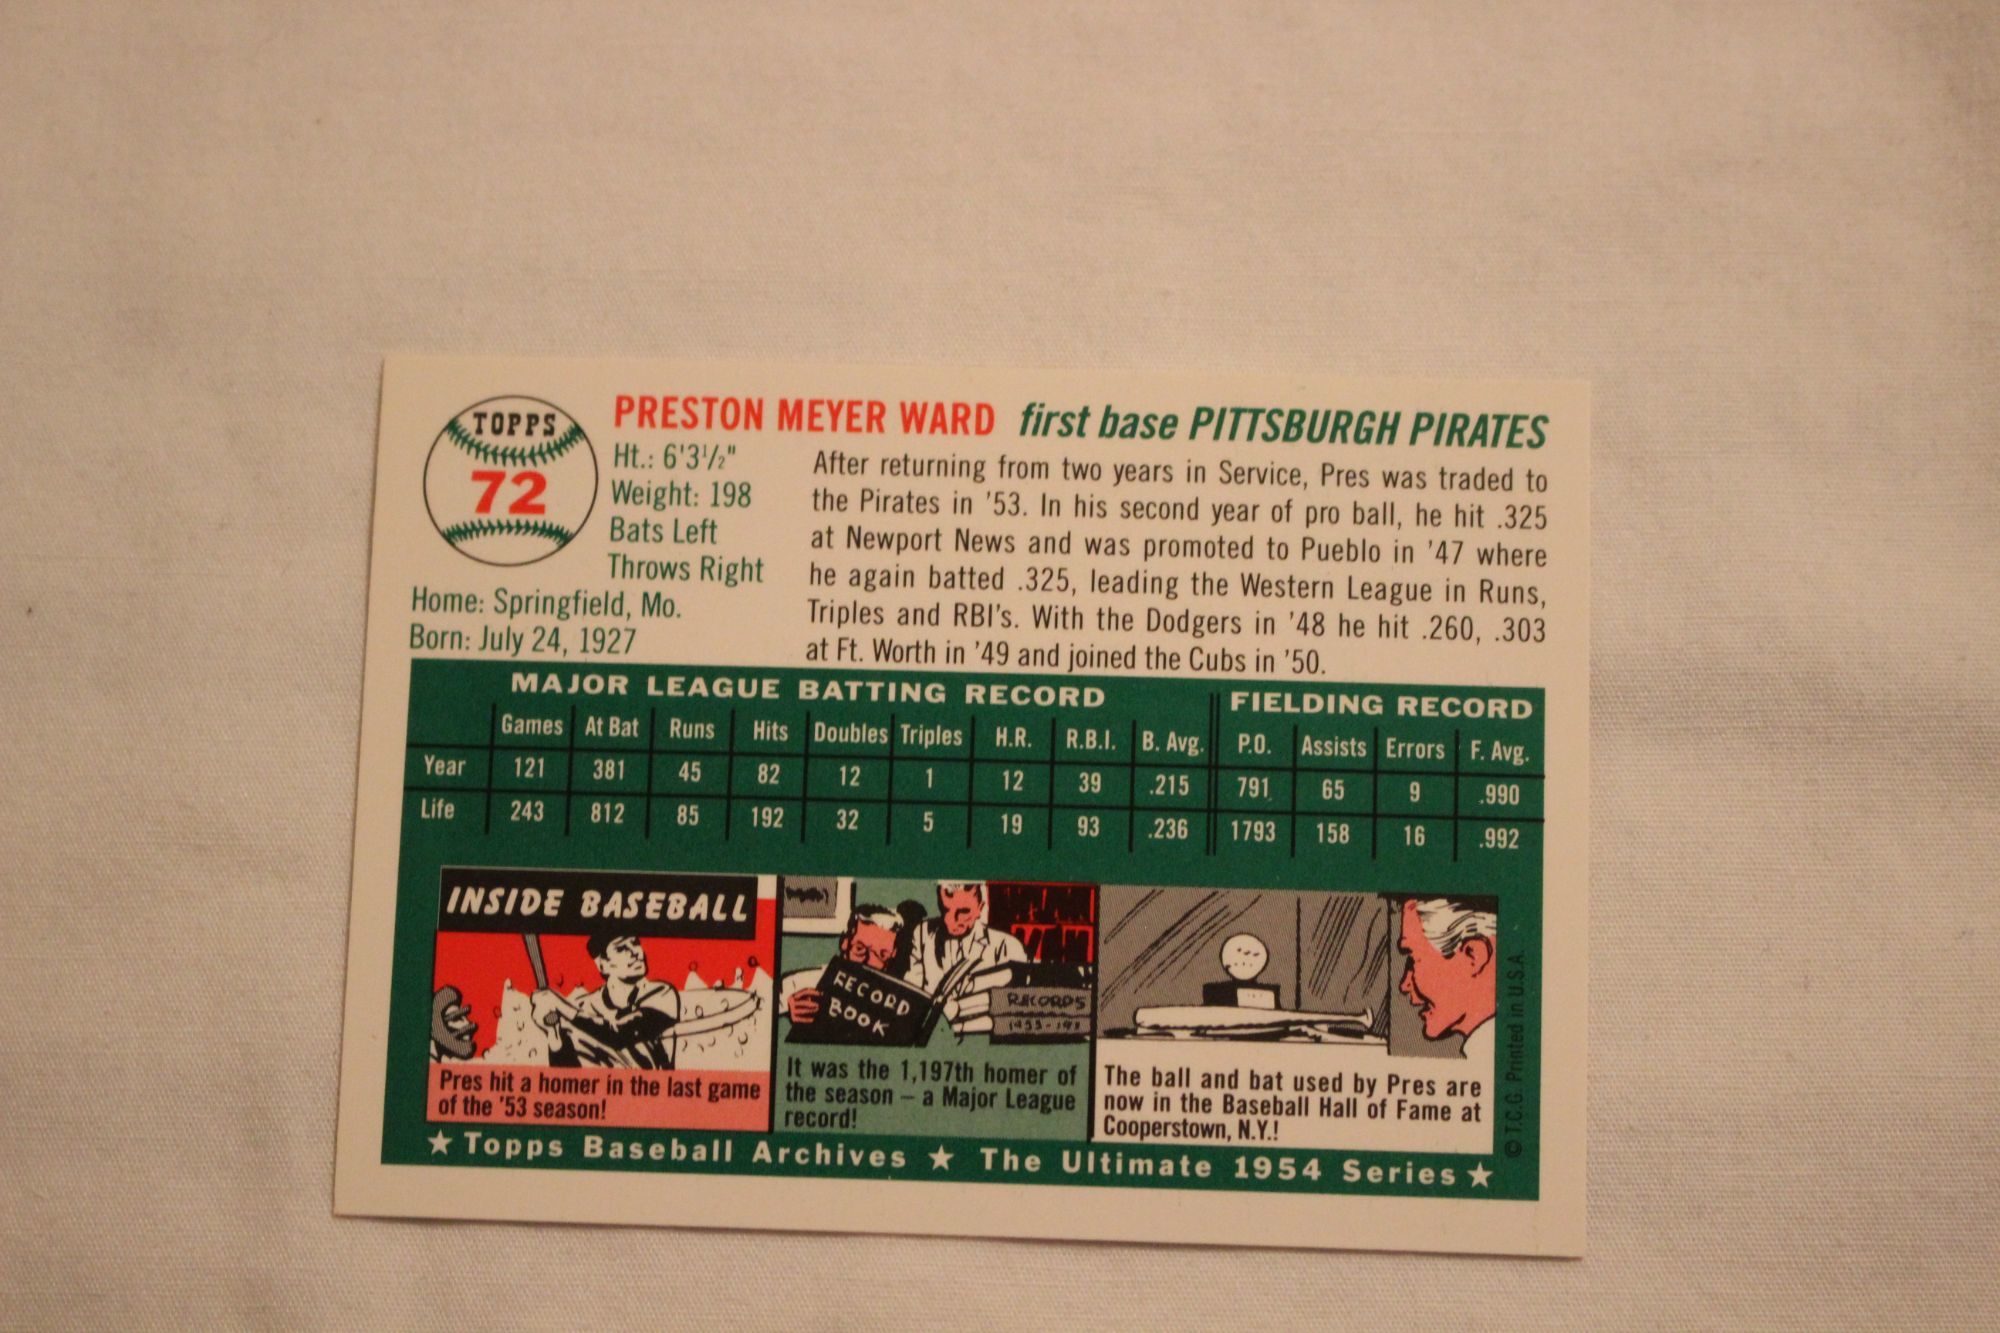 TOPPS
72
PRESTON MEYER WARD first base PITTSBURGH PIRATES
Ht.: 6'3½"
Weight: 198
Bats Left
Throws Right
Home: Springfield, Mo.
Born: July 24, 1927
After returning from two years in Service, Pres was traded to
the Pirates in '53. In his second year of pro ball, he hit .325
at Newport News and was promoted to Pueblo in '47 where
he again batted .325, leading the Western League in Runs,
Triples and RBI's. With the Dodgers in '48 he hit .260, .303
at Ft. Worth in '49 and joined the Cubs in '50.
MAJOR LEAGUE BATTING RECORD FIELDING RECORD
Games At Bat Runs Hits Doubles Triples H.R. R.B.I. B. Avg. P.O. Assists Errors F. Avg.
Year 121 381 45 82 12 1 12 39 .215 791 65 9 .990
Life 243 812 85 192 32 5 19 93 .236 1793 158 16 .992
INSIDE BASEBALL
Pres hit a homer in the last game
of the '53 season!
RECORD
BOOK
RECORDS
It was the 1,197th homer of
the season – a Major League
record!
The ball and bat used by Pres are
now in the Baseball Hall of Fame at
Cooperstown, N.Y.!
© T.C.G. Printed in U.S.A.
★ Topps Baseball Archives ★ The Ultimate 1954 Series ★